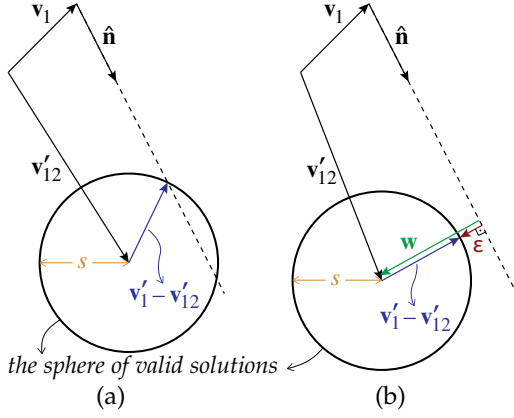 v₁
n̂
v′₁₂
s
v′₁ – v′₁₂
v₁
n̂
v′₁₂
w
ε
s
v′₁ – v′₁₂
the sphere of valid solutions
(a)
(b)